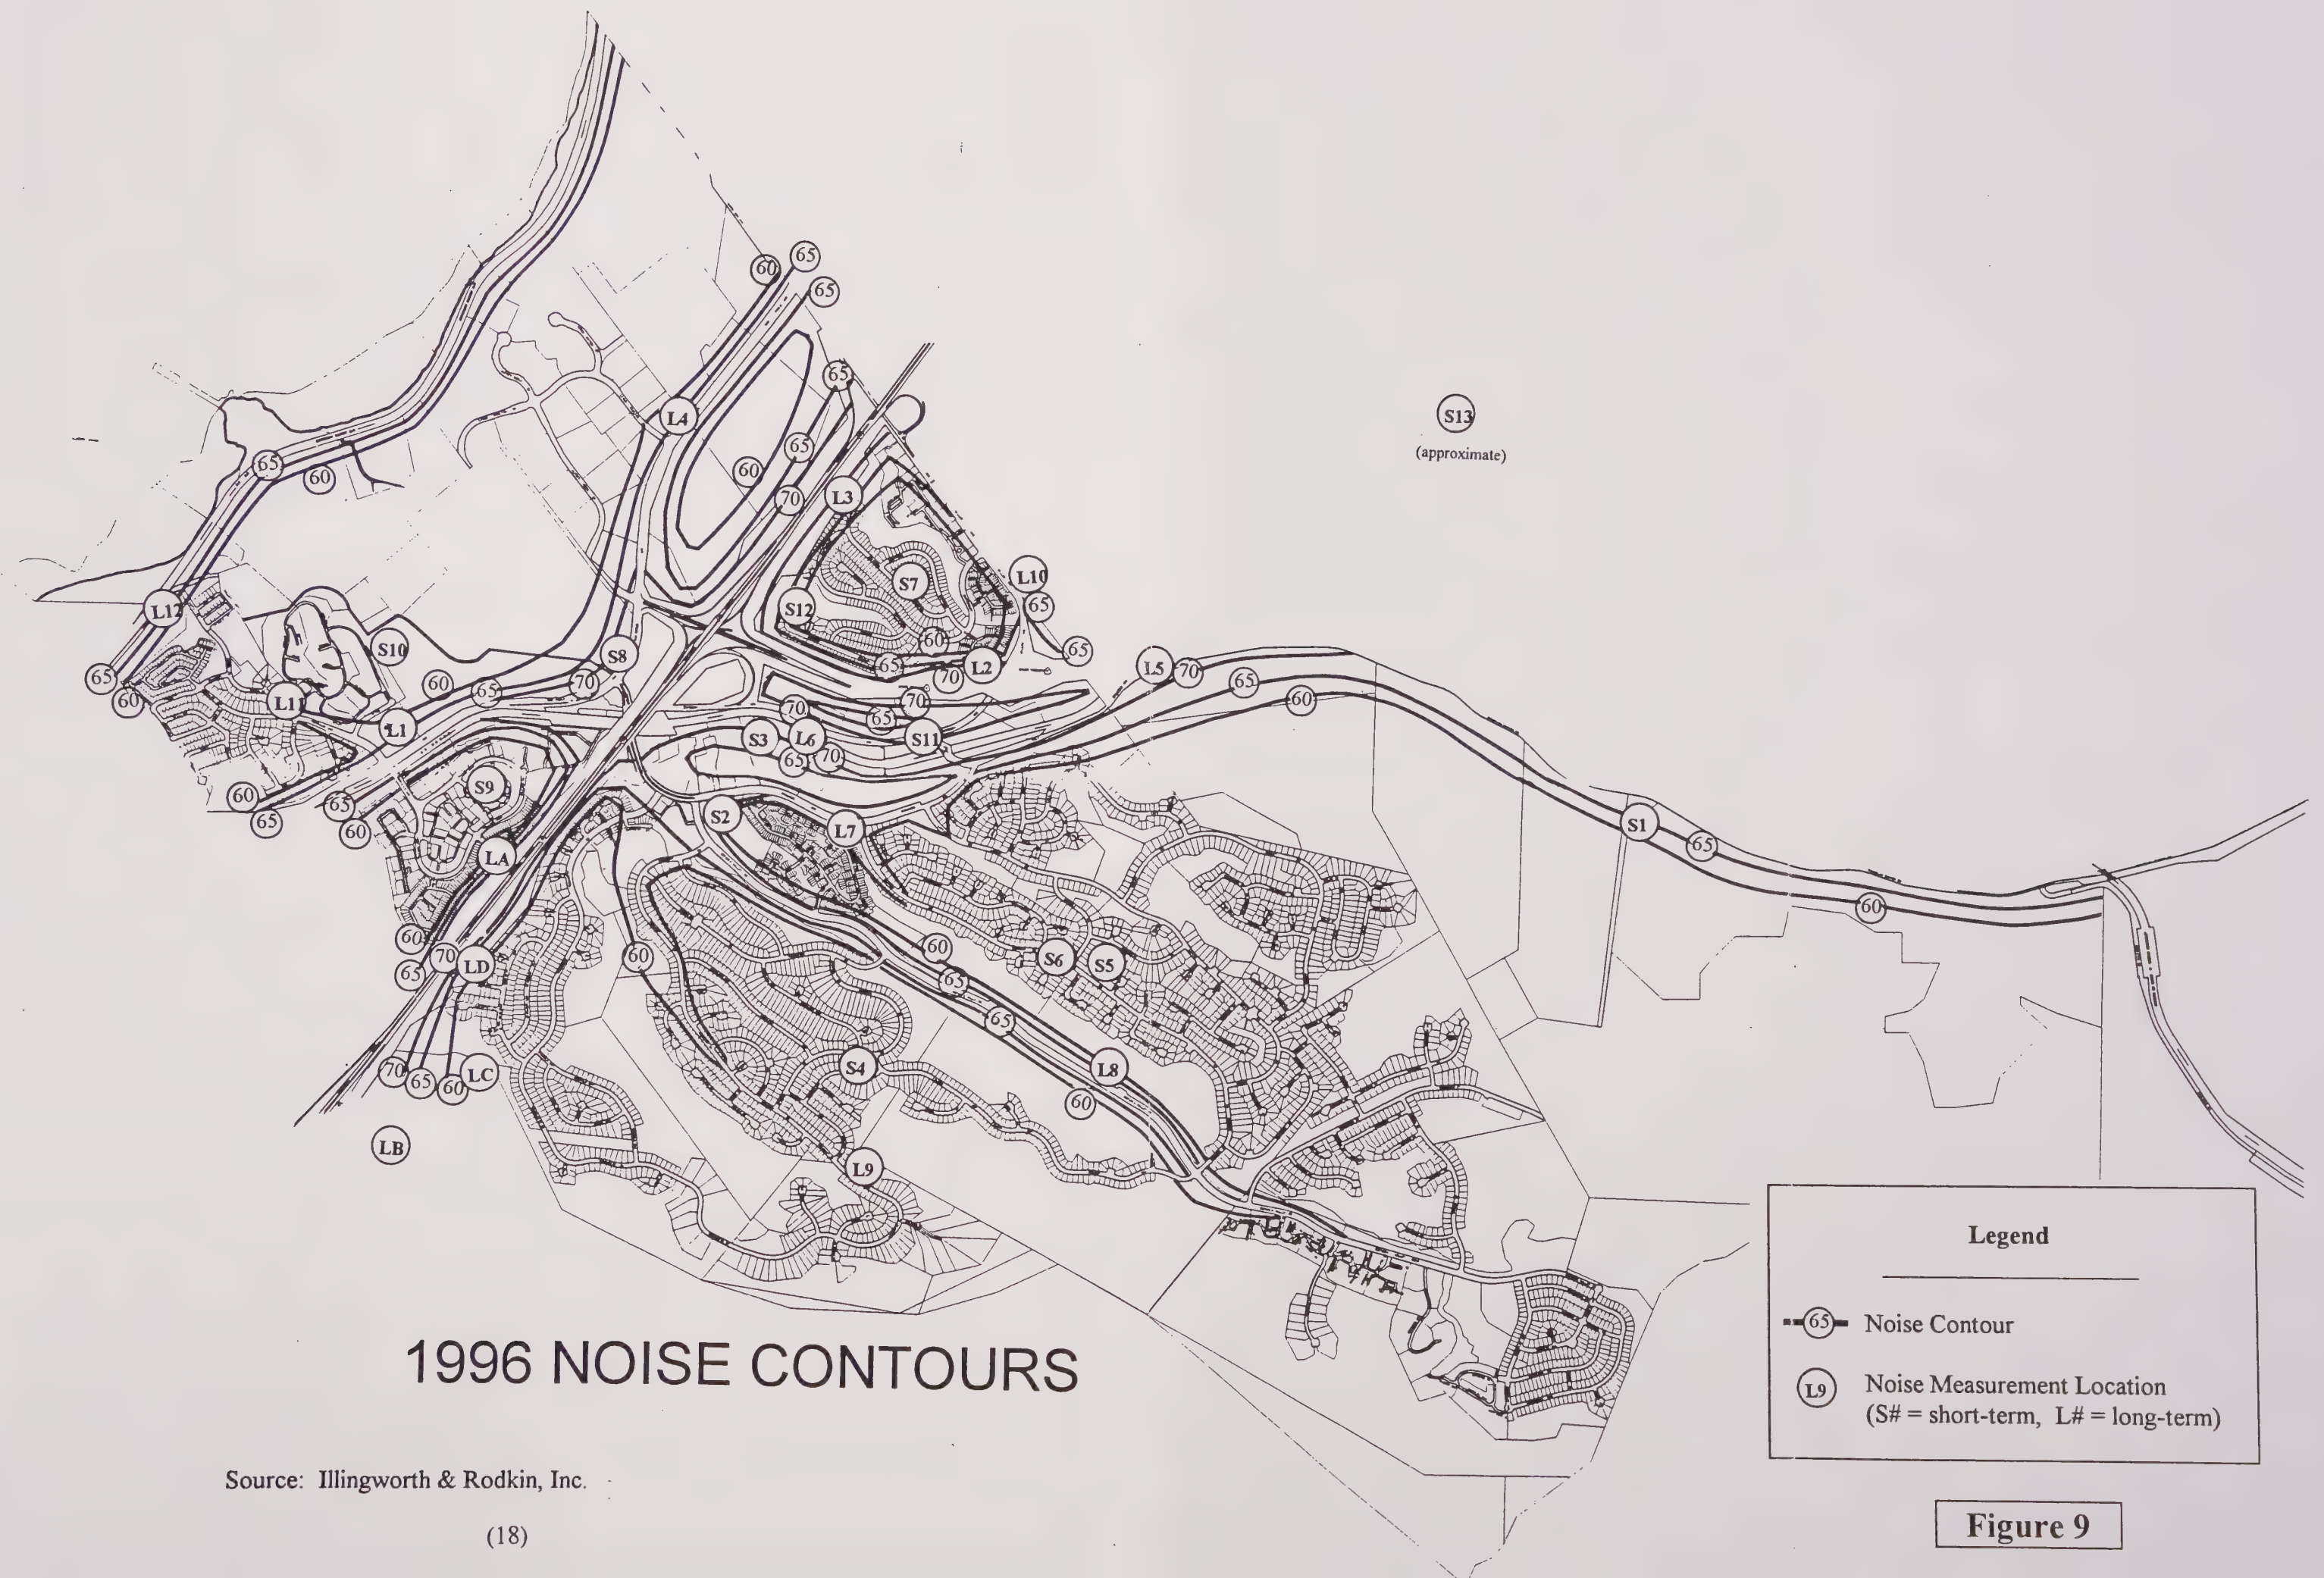 60
65
65
65
L4
S13
(approximate)
65
60
65
60
70
L3
L10
S7
L12
S12
65
60
S10
S8
65
L2
65
L5
70
65
60
70
65
60
60
65
70
L11
70
70
65
L1
S3
L6
S11
65
70
S9
60
65
65
60
S2
L7
S1
65
LA
60
60
60
S6
S5
65
70
LD
60
65
65
70
65
60
LC
S4
L8
60
LB
L9
Legend
65 Noise Contour
L9 Noise Measurement Location
(S# = short-term, L# = long-term)
1996 NOISE CONTOURS
Source: Illingworth & Rodkin, Inc.
(18)
Figure 9